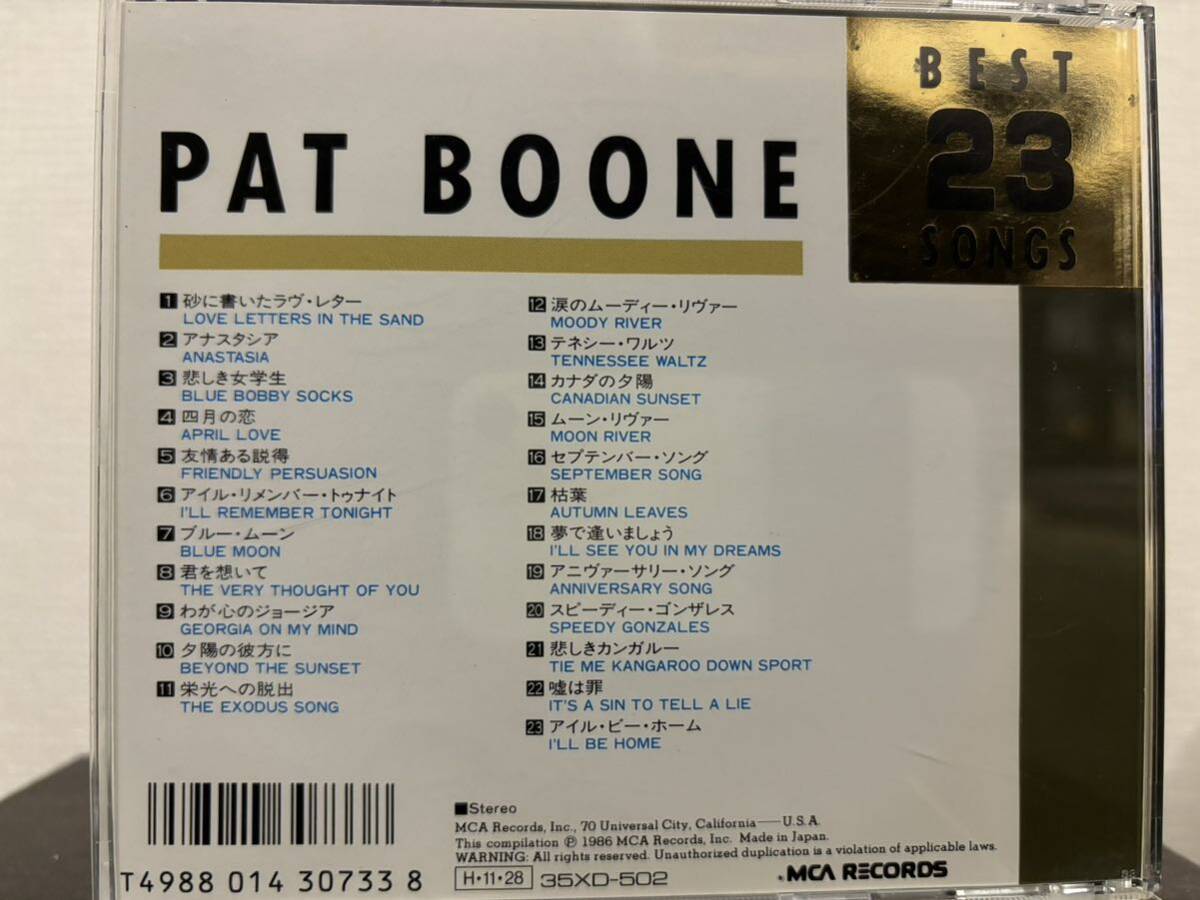 BEST
23
SONGS
PAT BOONE
1 砂に書いたラヴ・レター
LOVE LETTERS IN THE SAND
2 アナスタシア
ANASTASIA
3 悲しき女学生
BLUE BOBBY SOCKS
4 四月の恋
APRIL LOVE
5 友情ある説得
FRIENDLY PERSUASION
6 アイル・リメンバー・トゥナイト
I'LL REMEMBER TONIGHT
7 ブルー・ムーン
BLUE MOON
8 君を想いて
THE VERY THOUGHT OF YOU
9 わが心のジョージア
GEORGIA ON MY MIND
10 夕陽の彼方に
BEYOND THE SUNSET
11 栄光への脱出
THE EXODUS SONG
12 涙のムーディー・リヴァー
MOODY RIVER
13 テネシー・ワルツ
TENNESSEE WALTZ
14 カナダの夕陽
CANADIAN SUNSET
15 ムーン・リヴァー
MOON RIVER
16 セプテンバー・ソング
SEPTEMBER SONG
17 枯葉
AUTUMN LEAVES
18 夢で逢いましょう
I'LL SEE YOU IN MY DREAMS
19 アニヴァーサリー・ソング
ANNIVERSARY SONG
20 スピーディー・ゴンザレス
SPEEDY GONZALES
21 悲しきカンガルー
TIE ME KANGAROO DOWN SPORT
22 嘘は罪
IT'S A SIN TO TELL A LIE
23 アイル・ビー・ホーム
I'LL BE HOME
T4988 014 30733 8
■Stereo
MCA Records, Inc., 70 Universal City, California—U.S.A.
This compilation ℗ 1986 MCA Records, Inc. Made in Japan.
WARNING: All rights reserved. Unauthorized duplication is a violation of applicable laws.
H・11・28 35XD-502
MCA RECORDS